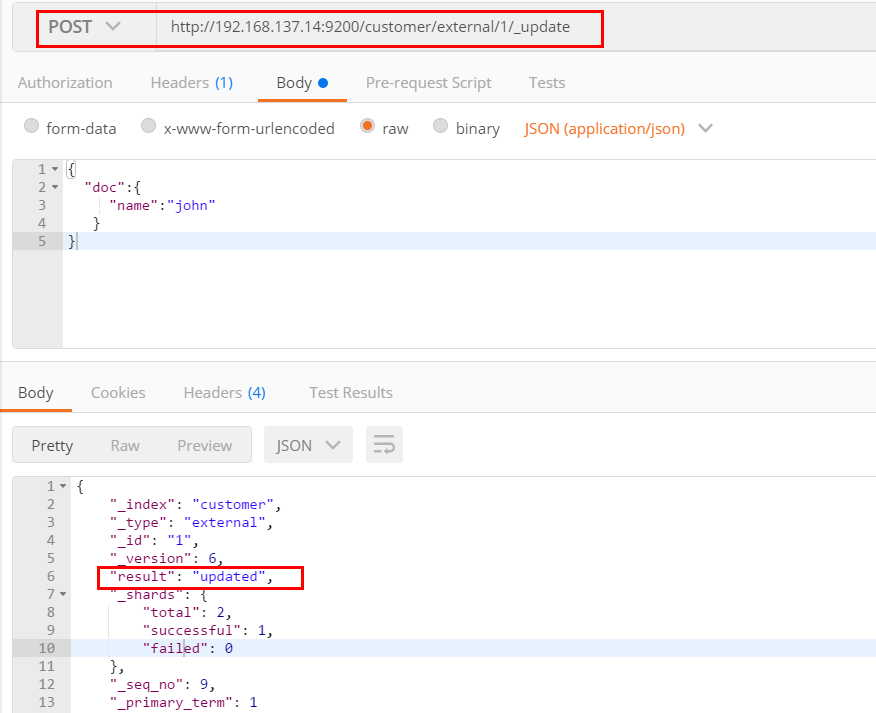 POST http://192.168.137.14:9200/customer/external/1/_update
Authorization Headers (1) Body Pre-request Script Tests
form-data x-www-form-urlencoded raw binary JSON (application/json)
1 {
2 "doc":{
3 "name":"john"
4 }
5 }
Body Cookies Headers (4) Test Results
Pretty Raw Preview JSON
1 {
2 "_index": "customer",
3 "_type": "external",
4 "_id": "1",
5 "_version": 6,
6 "result": "updated",
7 "_shards": {
8 "total": 2,
9 "successful": 1,
10 "failed": 0
11 },
12 "_seq_no": 9,
13 "_primary_term": 1